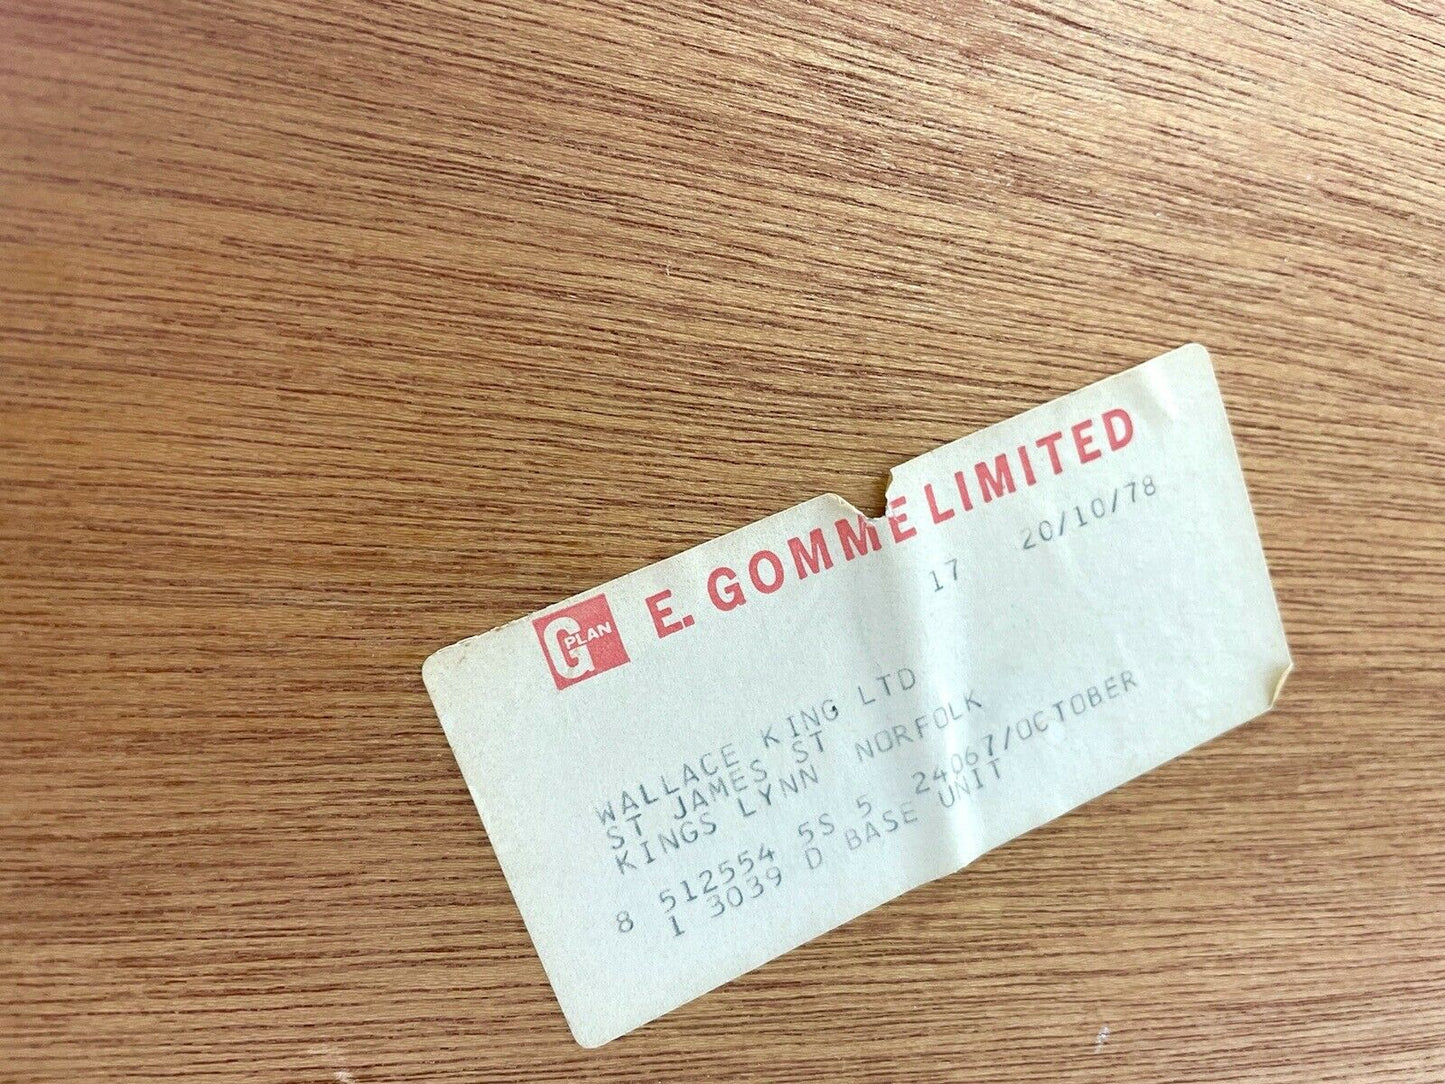 G PLAN E. GOMME LIMITED
17 20/10/78
WALLACE KING LTD
ST JAMES ST
KINGS LYNN NORFOLK
8 512554 5S 5 24067/OCTOBER
1 3039 D BASE UNIT